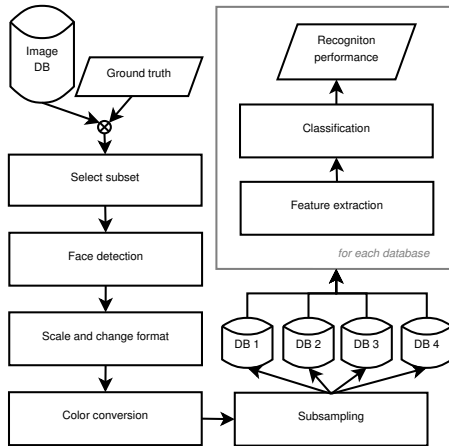 Image
DB
Ground truth
Select subset
Face detection
Scale and change format
Color conversion
Subsampling
DB 1
DB 2
DB 3
DB 4
for each database
Feature extraction
Classification
Recogniton
performance